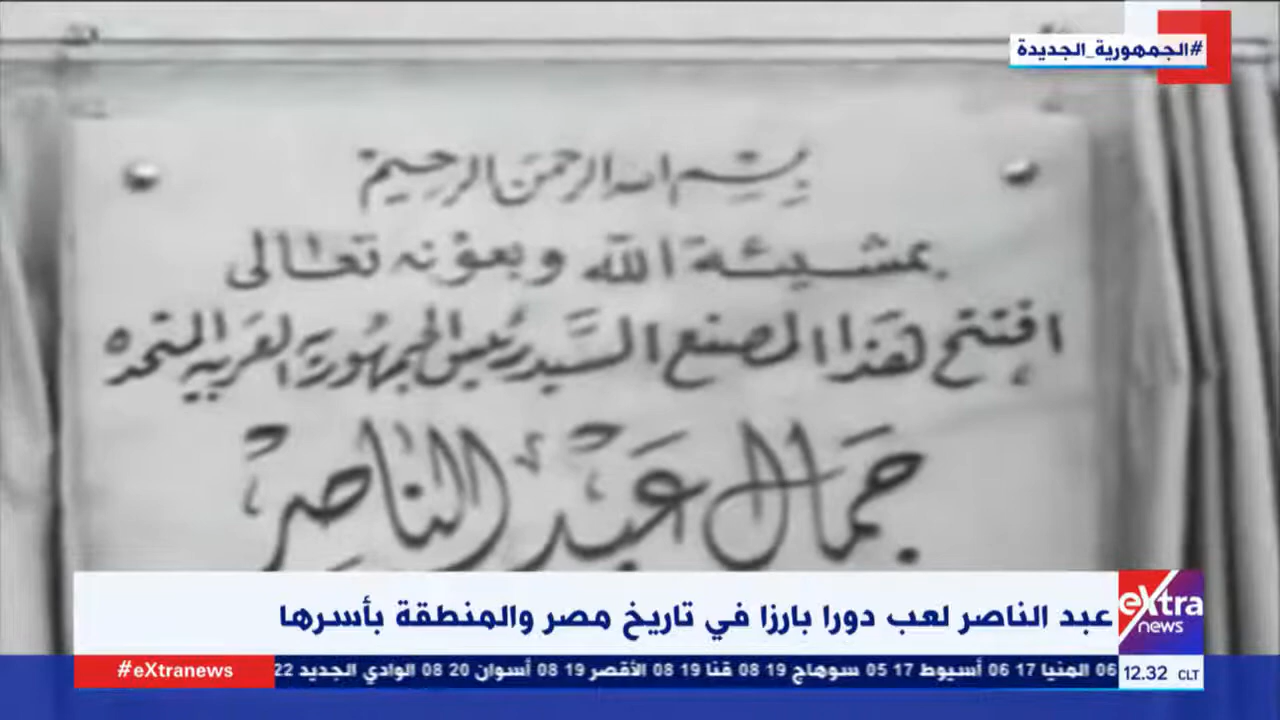 #الجمهورية_الجديدة
بسم الله الرحمن الرحيم
بمشيئة الله وبعونه تعالى
افتتح هذا المصنع السيد رئيس الجمهورية العربية المتحده
جمال عبد الناصر
عبد الناصر لعب دورا بارزا في تاريخ مصر والمنطقة بأسرها
eXtra news
#eXtranews
06 المنيا 17 06 أسيوط 17 05 سوهاج 19 08 قنا 19 08 الأقصر 19 08 أسوان 20 08 الوادي الجديد 22
12.32 CLT